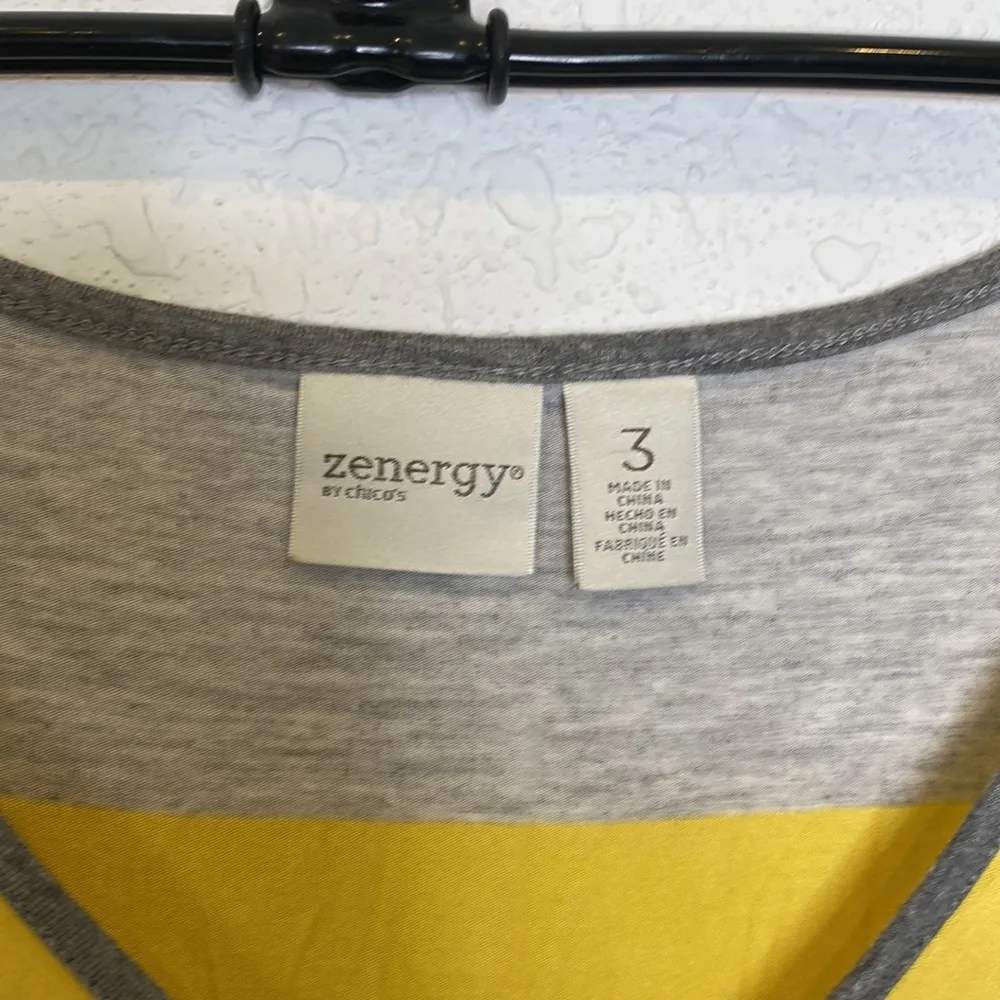 zenergy®
BY chico's
3
MADE IN
CHINA
HECHO EN
CHINA
FABRIQUÉ EN
CHINE